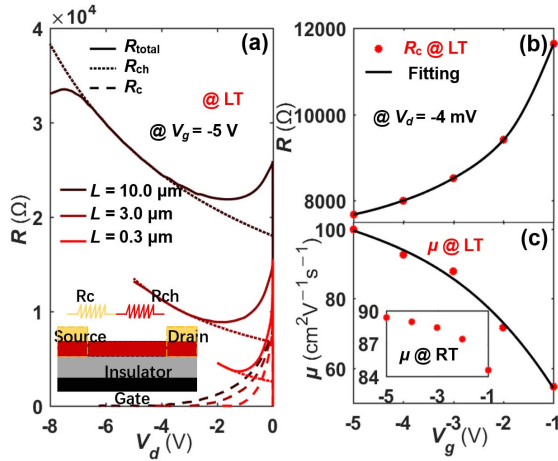 × 10⁴
(a)
R_total
R_ch
R_c
@ LT
@ V_g = -5 V
L = 10.0 µm
L = 3.0 µm
L = 0.3 µm
Rc
Rch
Source
Drain
Insulator
Gate
R (Ω)
4
3
2
1
0
-8
-6
-4
-2
0
V_d (V)
(b)
R_c @ LT
Fitting
@ V_d = -4 mV
R (Ω)
12000
10000
8000
(c)
µ @ LT
µ (cm²V⁻¹s⁻¹)
100
80
60
90
87
84
µ @ RT
-5
-3
-1
-5
-4
-3
-2
-1
V_g (V)